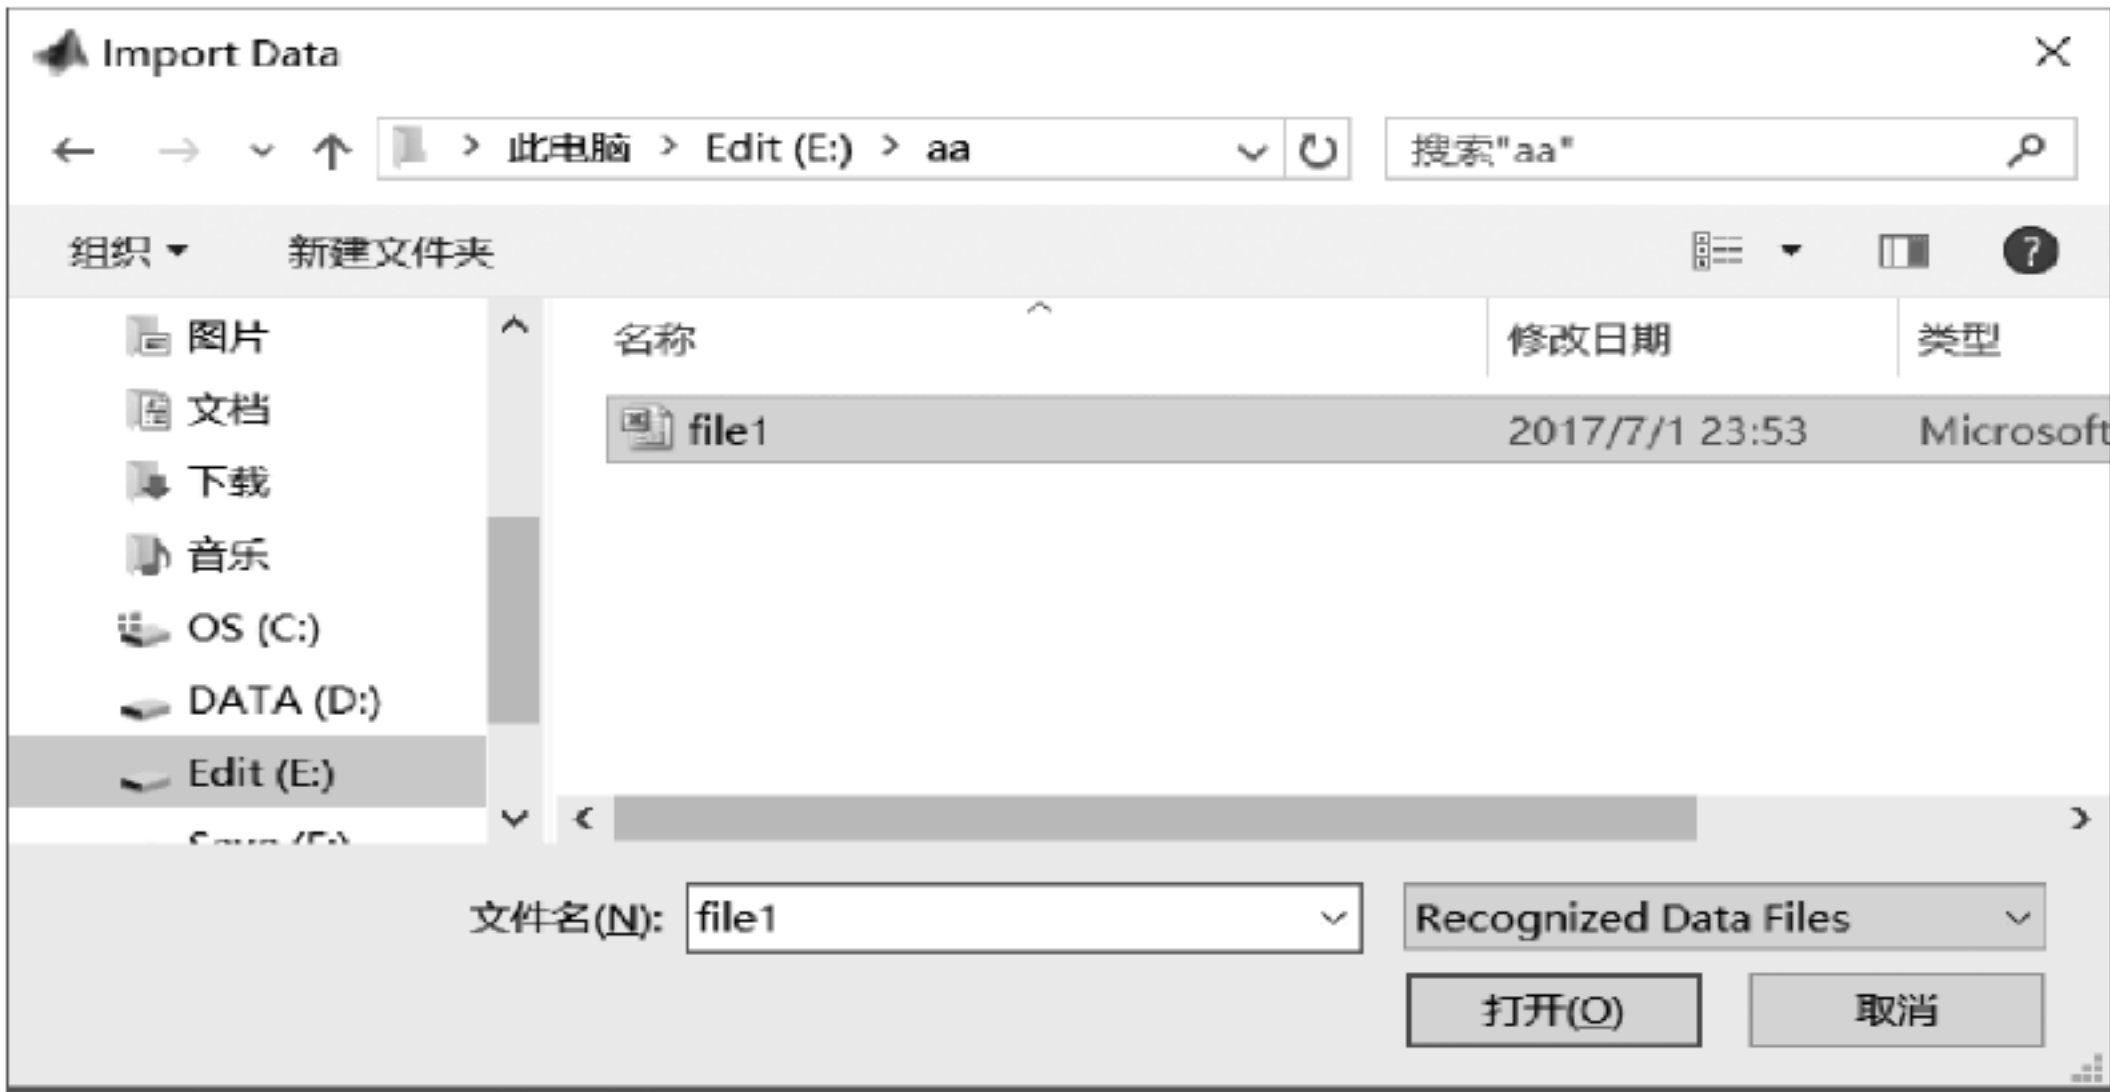 Import Data
此电脑 > Edit (E:) > aa
搜索"aa"
组织 新建文件夹
名称 修改日期 类型
file1 2017/7/1 23:53 Microsoft
图片
文档
下载
音乐
OS (C:)
DATA (D:)
Edit (E:)
文件名(N): file1
Recognized Data Files
打开(O) 取消